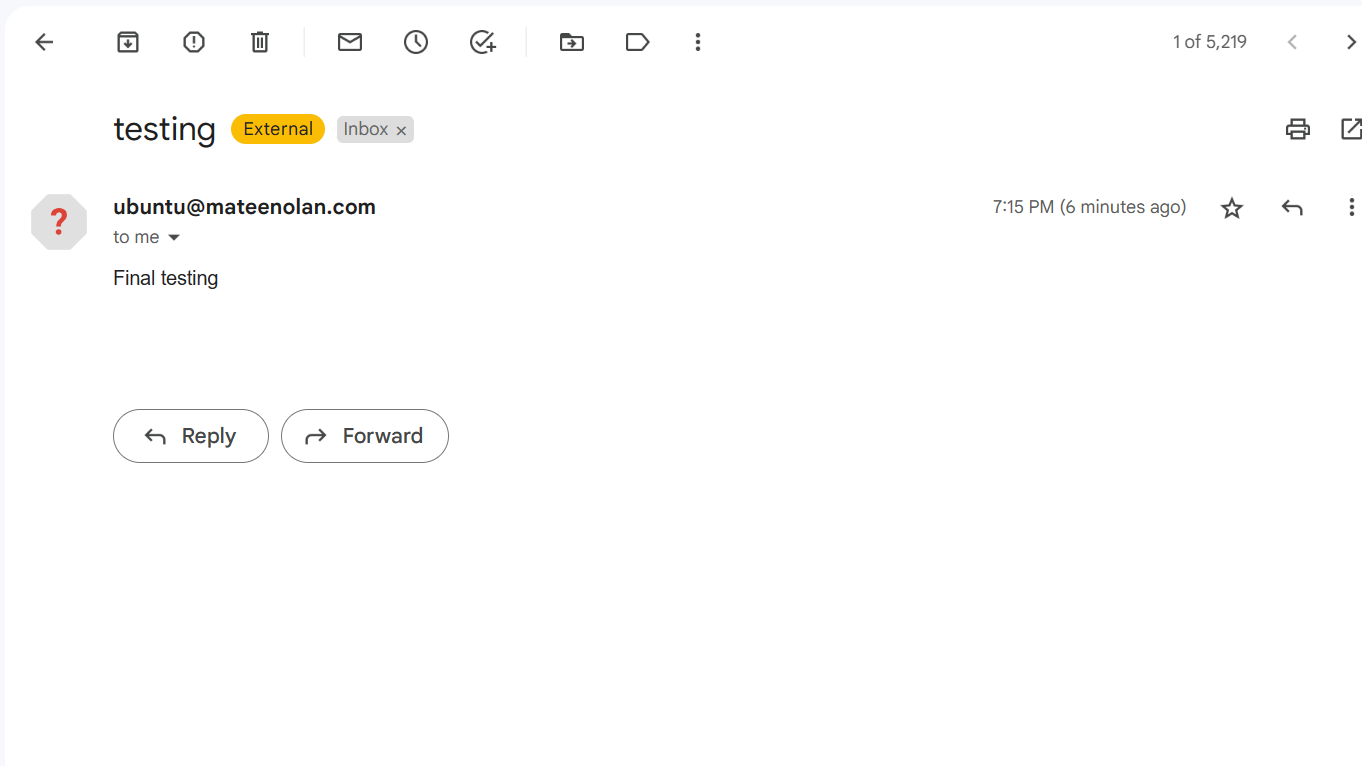 1 of 5,219
testing External Inbox ×
?
ubuntu@mateenolan.com 7:15 PM (6 minutes ago)
to me
Final testing
Reply Forward